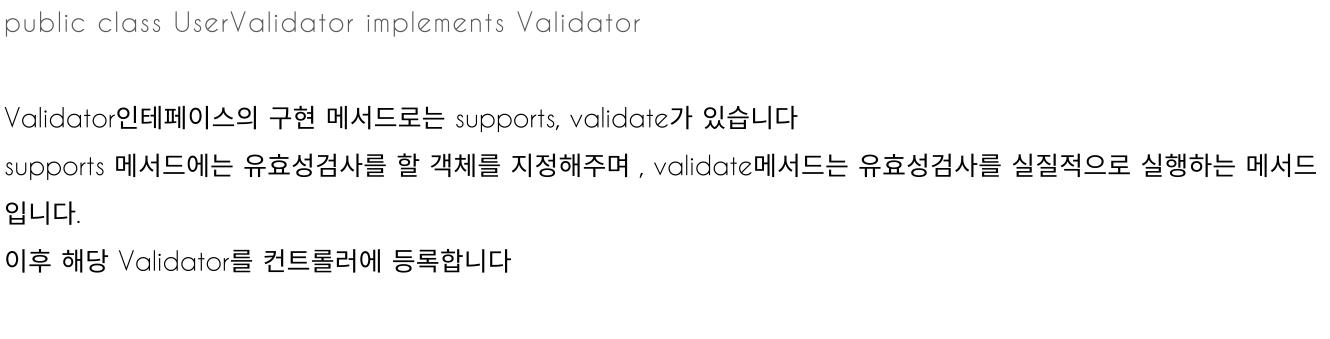 public class UserValidator implements Validator
Validator인테페이스의 구현 메서드로는 supports, validate가 있습니다
supports 메서드에는 유효성검사를 할 객체를 지정해주며 , validate메서드는 유효성검사를 실질적으로 실행하는 메서드
입니다.
이후 해당 Validator를 컨트롤러에 등록합니다